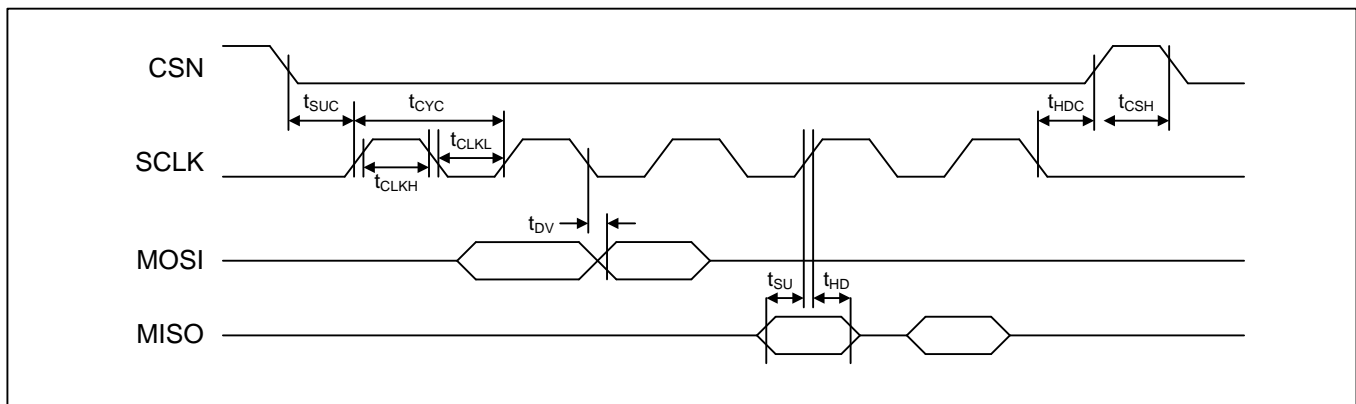 CSN
tSUC
tCYC
tHDC
tCSH
SCLK
tCLKL
tCLKH
tDV
MOSI
tSU
tHD
MISO